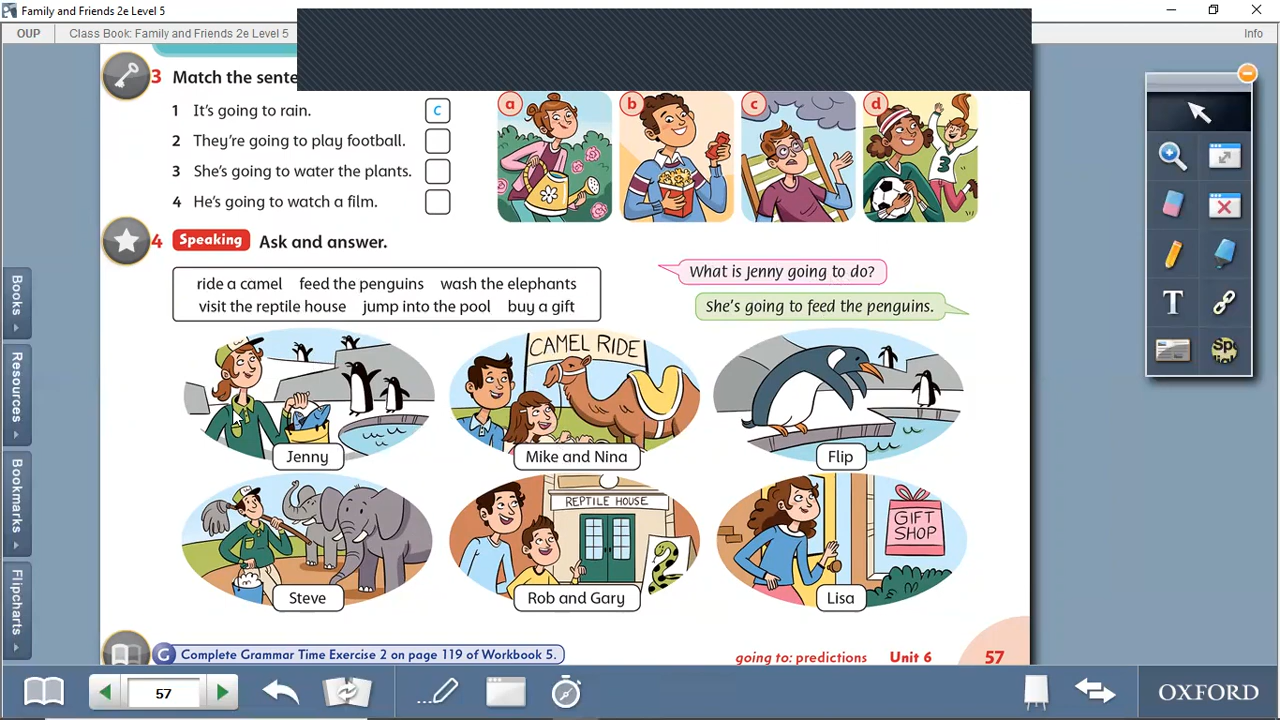 Family and Friends 2e Level 5
OUP Class Book: Family and Friends 2e Level 5 Info
3 Match the
1 It's going to rain. c
2 They're going to play football.
3 She's going to water the plants.
4 He's going to watch a film.
a b c d
3
4 Speaking Ask and answer.
ride a camel feed the penguins wash the elephants
visit the reptile house jump into the pool buy a gift
What is Jenny going to do?
She's going to feed the penguins.
CAMEL RIDE
Jenny Mike and Nina Flip
REPTILE HOUSE
GIFT
SHOP
Steve Rob and Gary Lisa
G Complete Grammar Time Exercise 2 on page 119 of Workbook 5.
going to: predictions Unit 6 57
Books
Resources
Bookmarks
Flipcharts
T
57
OXFORD